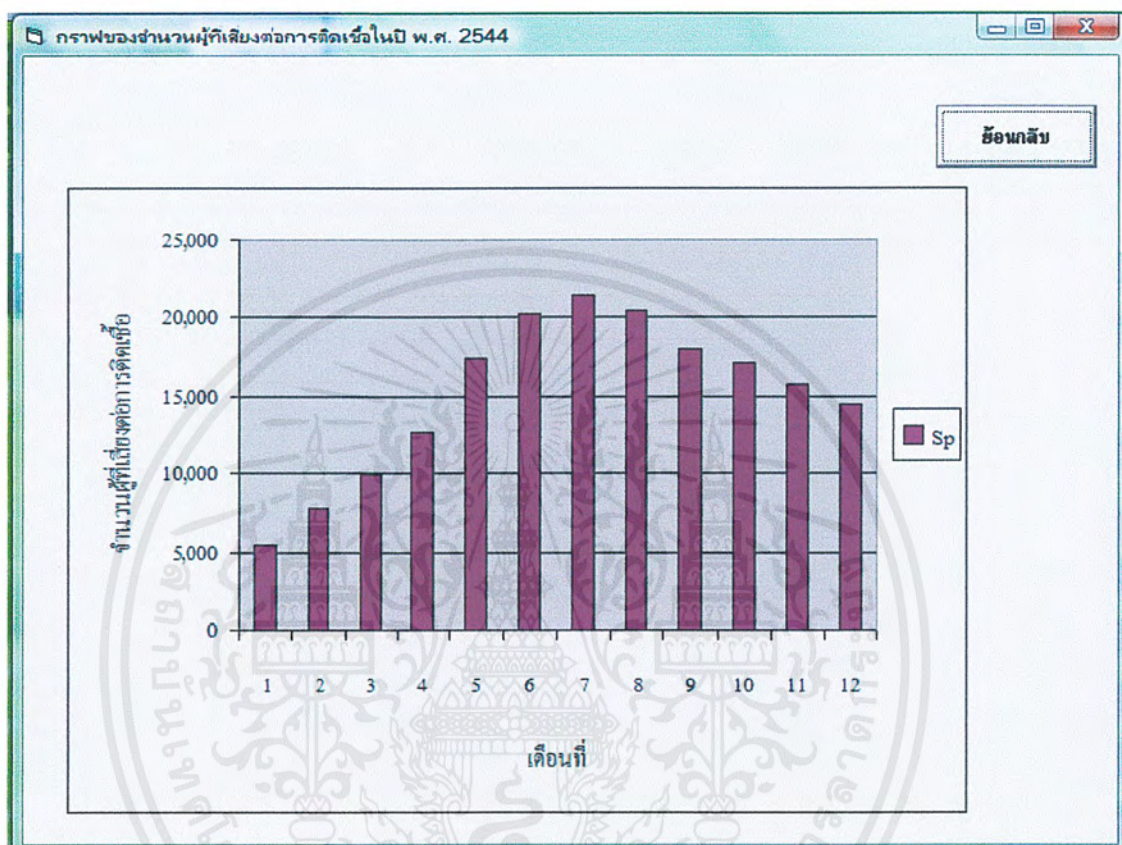 กราฟของจำนวนผู้ที่เสี่ยงต่อการติดเชื้อในปี พ.ศ. 2544
ย้อนกลับ
จำนวนผู้ที่เสี่ยงต่อการติดเชื้อ
25,000
20,000
15,000
10,000
5,000
0
1 2 3 4 5 6 7 8 9 10 11 12
เดือนที่
Sp